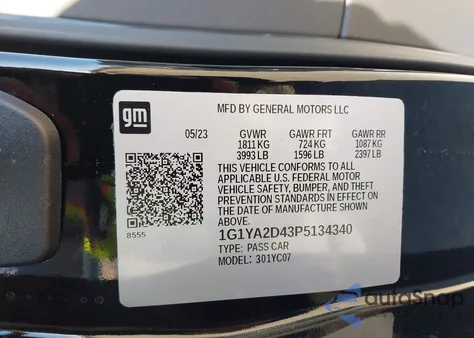 gm
MFD BY GENERAL MOTORS LLC
05/23 GVWR GAWR FRT GAWR RR
1811 KG 724 KG 1087 KG
3993 LB 1596 LB 2397 LB
THIS VEHICLE CONFORMS TO ALL
APPLICABLE U.S. FEDERAL MOTOR
VEHICLE SAFETY, BUMPER, AND THEFT
PREVENTION STANDARDS IN EFFECT
ON THE DATE OF MANUFACTURE SHOWN
ABOVE.
8555
1G1YA2D43P5134340
TYPE: PASS CAR
MODEL: 301YC07
autoSnap